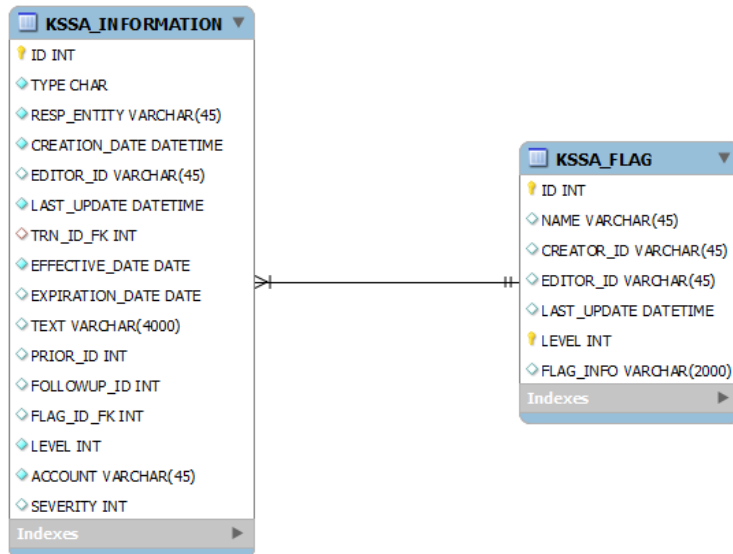 KSSA_INFORMATION
ID INT
TYPE CHAR
RESP_ENTITY VARCHAR(45)
CREATION_DATE DATETIME
EDITOR_ID VARCHAR(45)
LAST_UPDATE DATETIME
TRN_ID_FK INT
EFFECTIVE_DATE DATE
EXPIRATION_DATE DATE
TEXT VARCHAR(4000)
PRIOR_ID INT
FOLLOWUP_ID INT
FLAG_ID_FK INT
LEVEL INT
ACCOUNT VARCHAR(45)
SEVERITY INT
Indexes
KSSA_FLAG
ID INT
NAME VARCHAR(45)
CREATOR_ID VARCHAR(45)
EDITOR_ID VARCHAR(45)
LAST_UPDATE DATETIME
LEVEL INT
FLAG_INFO VARCHAR(2000)
Indexes